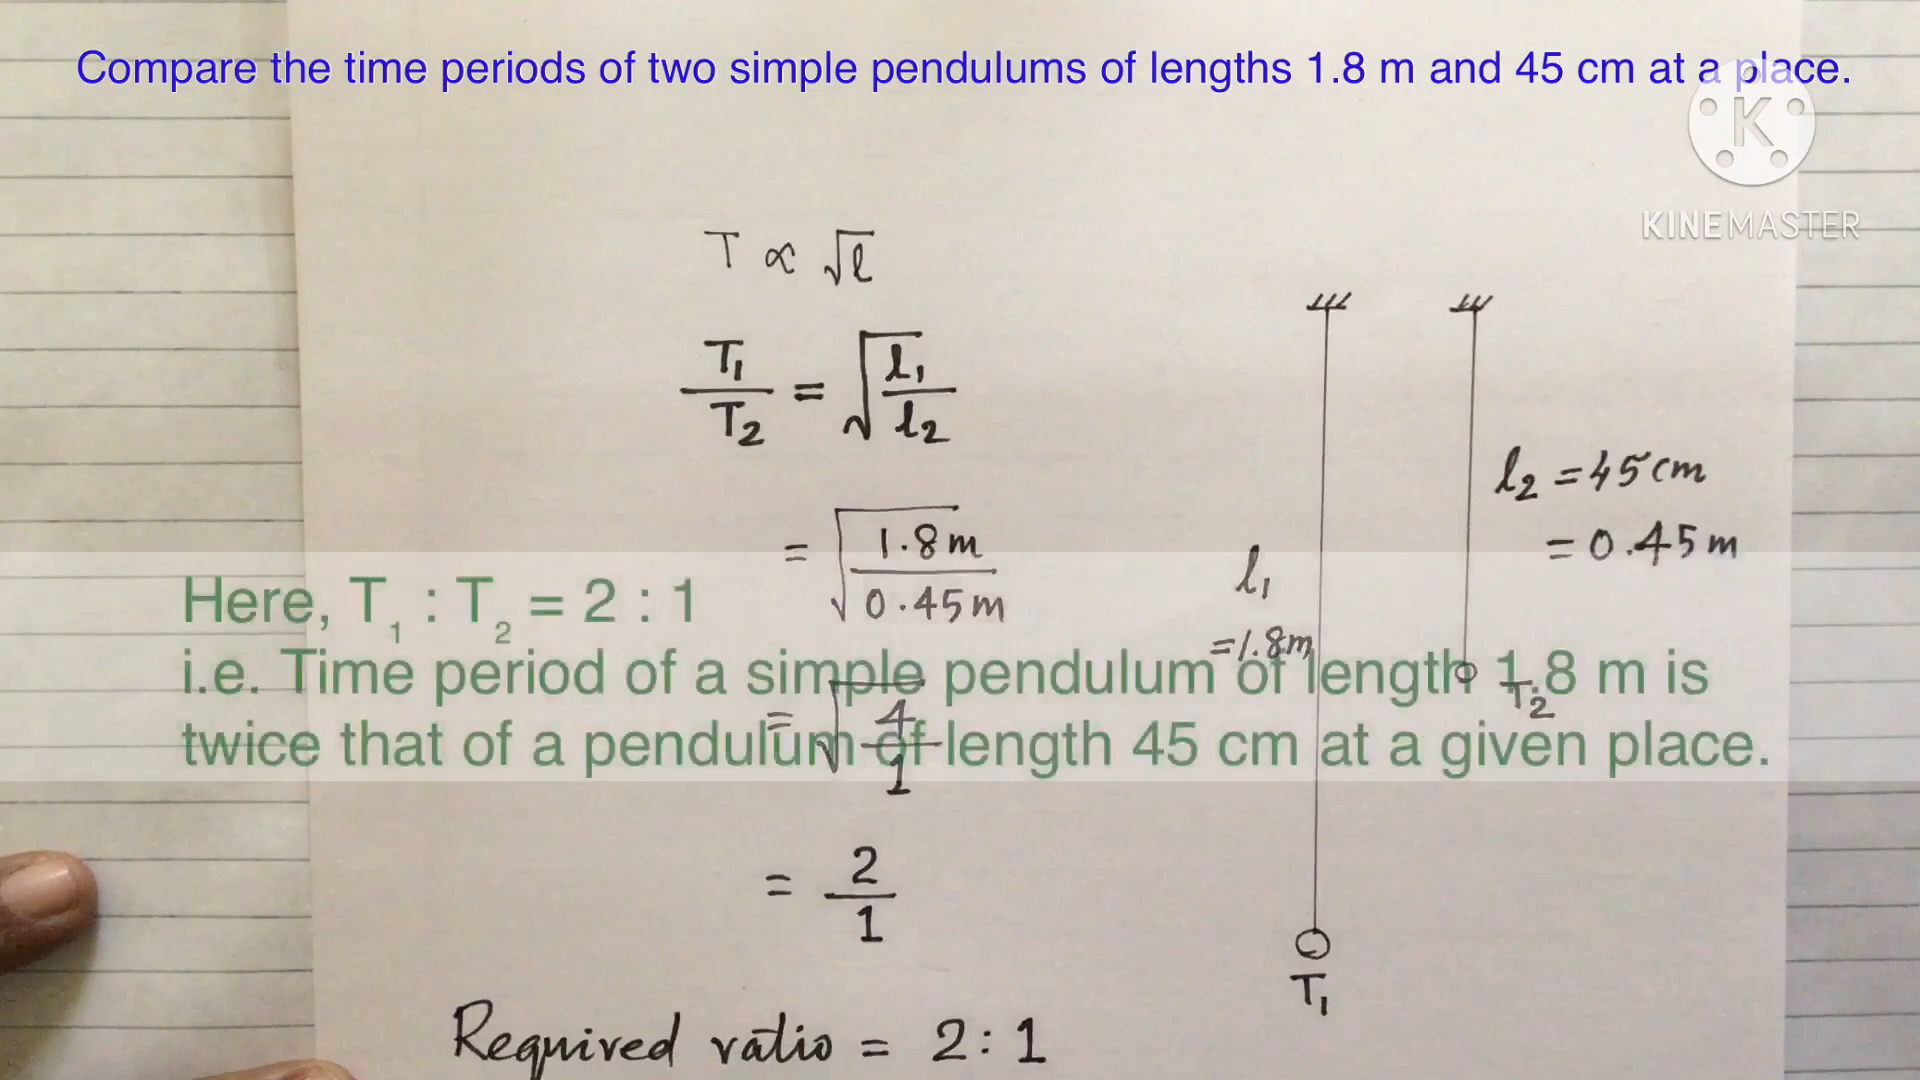 Compare the time periods of two simple pendulums of lengths 1.8 m and 45 cm at a place.
K
KINEMASTER
T ∝ √l
T₁/T₂ = √(l₁/l₂)
= √(1.8m/0.45m)
= √(4/1)
= 2/1
Required ratio = 2:1
l₁
=1.8m
T₁
l₂ =45cm
= 0.45m
T₂
Here, T₁ : T₂ = 2 : 1
i.e. Time period of a simple pendulum of length 1.8 m is
twice that of a pendulum of length 45 cm at a given place.